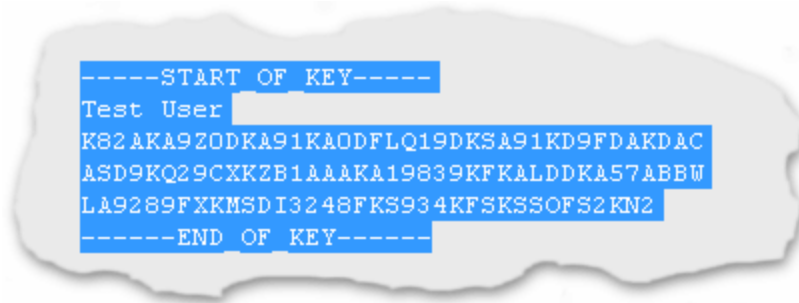 -----START_OF_KEY-----
Test User
K82AKA9ZODKA91KAODFLQ19DKSA91KD9FDAKDAC
ASD9KQ29CXKZB1AAAKA19839KFKALDDKA57ABBW
LA9289FXKMSDI3248FKS934KFSKSSOFS2KN2
------END_OF_KEY------